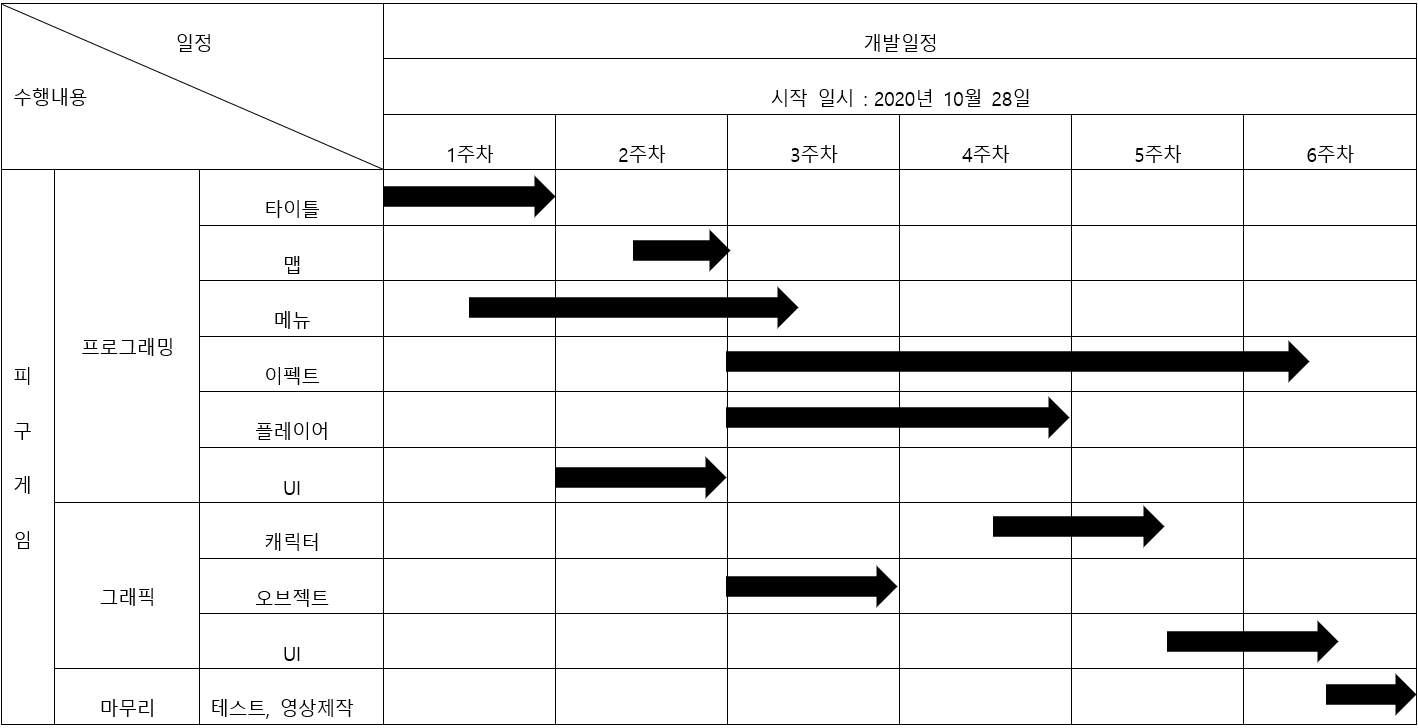 일정
수행내용
개발일정
시작 일시 : 2020년 10월 28일
1주차 2주차 3주차 4주차 5주차 6주차
피
구
게
임
프로그래밍
타이틀
맵
메뉴
이펙트
플레이어
UI
그래픽
캐릭터
오브젝트
UI
마무리
테스트, 영상제작